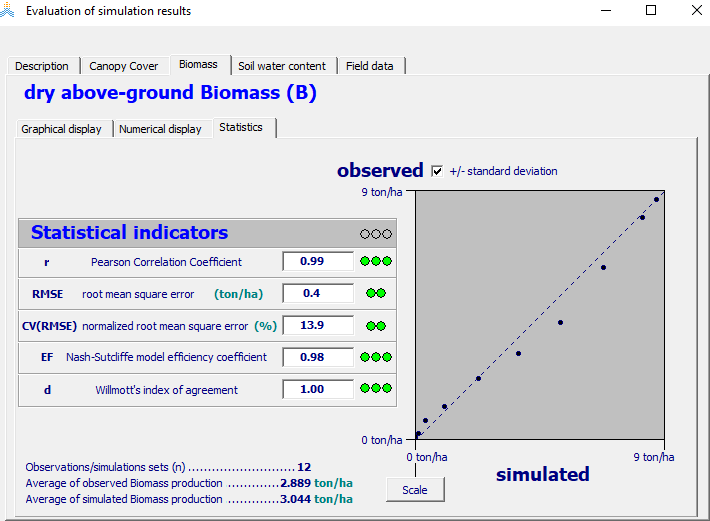 Evaluation of simulation results
Description Canopy Cover Biomass Soil water content Field data
dry above-ground Biomass (B)
Graphical display Numerical display Statistics
observed +/- standard deviation
9 ton/ha
Statistical indicators
r Pearson Correlation Coefficient 0.99
RMSE root mean square error (ton/ha) 0.4
CV(RMSE) normalized root mean square error (%) 13.9
EF Nash-Sutcliffe model efficiency coefficient 0.98
d Willmott's index of agreement 1.00
0 ton/ha
0 ton/ha 9 ton/ha
simulated
Observations/simulations sets (n) ........................... 12
Average of observed Biomass production .............2.889 ton/ha
Average of simulated Biomass production .............3.044 ton/ha
Scale